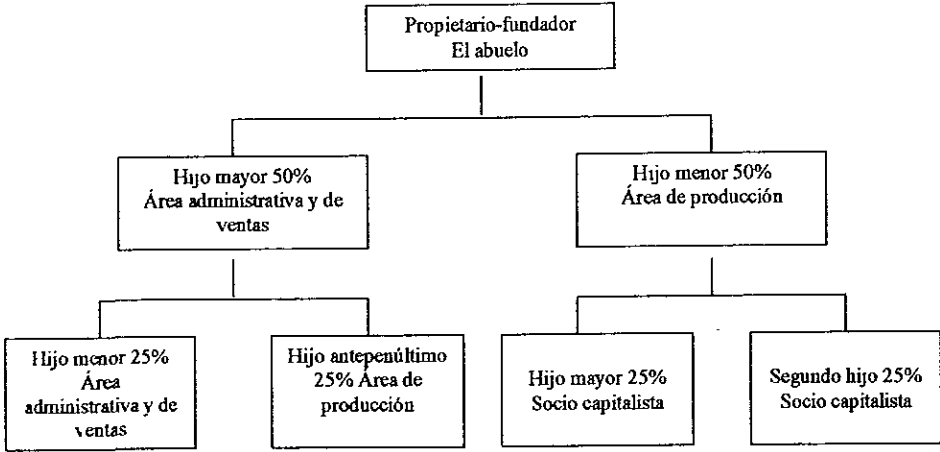 Propietario-fundador
El abuelo
Hijo mayor 50%
Área administrativa y de
ventas
Hijo menor 50%
Área de producción
Hijo menor 25%
Área
administrativa y de
ventas
Hijo antepenúltimo
25% Área de
producción
Hijo mayor 25%
Socio capitalista
Segundo hijo 25%
Socio capitalista